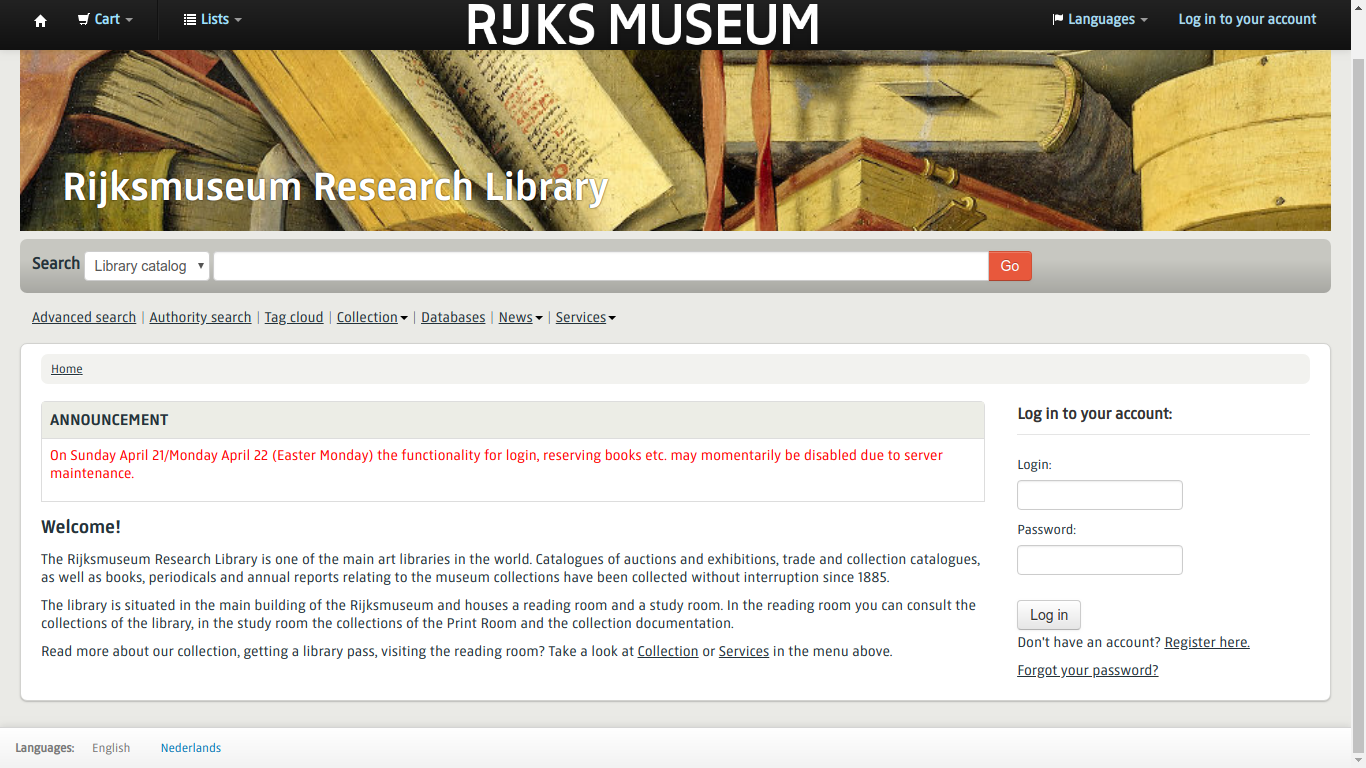 Cart
Lists
RIJKS MUSEUM
Languages
Log in to your account
Rijksmuseum Research Library
Search
Library catalog
Go
Advanced search | Authority search | Tag cloud | Collection | Databases | News | Services
Home
ANNOUNCEMENT
On Sunday April 21/Monday April 22 (Easter Monday) the functionality for login, reserving books etc. may momentarily be disabled due to server
maintenance.
Welcome!
The Rijksmuseum Research Library is one of the main art libraries in the world. Catalogues of auctions and exhibitions, trade and collection catalogues,
as well as books, periodicals and annual reports relating to the museum collections have been collected without interruption since 1885.
The library is situated in the main building of the Rijksmuseum and houses a reading room and a study room. In the reading room you can consult the
collections of the library, in the study room the collections of the Print Room and the collection documentation.
Read more about our collection, getting a library pass, visiting the reading room? Take a look at Collection or Services in the menu above.
Log in to your account:
Login:
Password:
Log in
Don't have an account? Register here.
Forgot your password?
Languages: English Nederlands